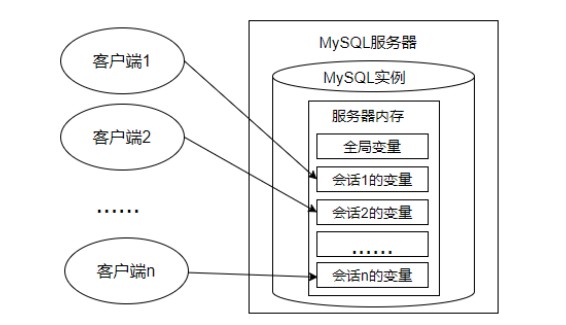 客户端1
客户端2
……
客户端n
MySQL服务器
MySQL实例
服务器内存
全局变量
会话1的变量
会话2的变量
……
会话n的变量